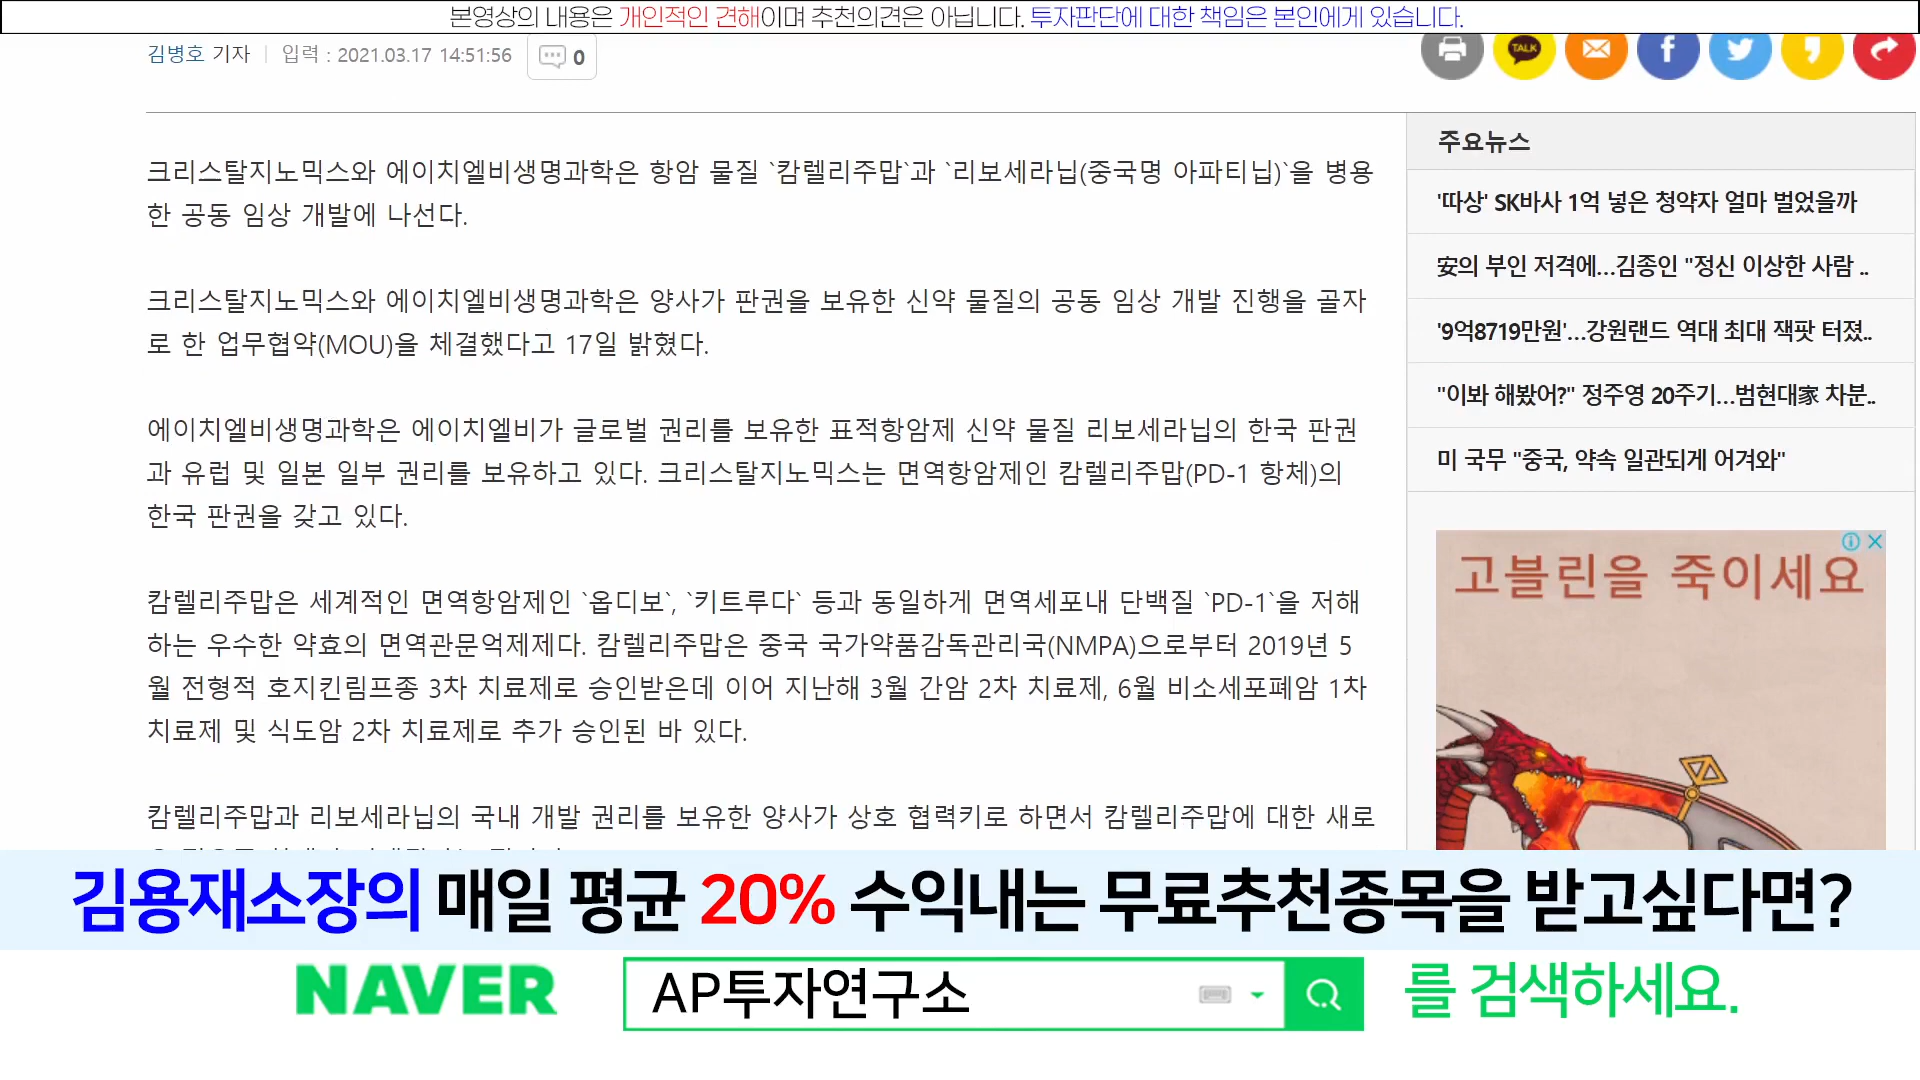 본영상의 내용은 개인적인 견해이며 추천의견은 아닙니다. 투자판단에 대한 책임은 본인에게 있습니다.
김병호 기자 | 입력 : 2021.03.17 14:51:56 0
TALK
크리스탈지노믹스와 에이치엘비생명과학은 항암 물질 `캄렐리주맙`과 `리보세라닙(중국명 아파티닙)`을 병용
한 공동 임상 개발에 나선다.
크리스탈지노믹스와 에이치엘비생명과학은 양사가 판권을 보유한 신약 물질의 공동 임상 개발 진행을 골자
로 한 업무협약(MOU)을 체결했다고 17일 밝혔다.
에이치엘비생명과학은 에이치엘비가 글로벌 권리를 보유한 표적항암제 신약 물질 리보세라닙의 한국 판권
과 유럽 및 일본 일부 권리를 보유하고 있다. 크리스탈지노믹스는 면역항암제인 캄렐리주맙(PD-1 항체)의
한국 판권을 갖고 있다.
캄렐리주맙은 세계적인 면역항암제인 `옵디보`, `키트루다` 등과 동일하게 면역세포내 단백질 `PD-1`을 저해
하는 우수한 약효의 면역관문억제제다. 캄렐리주맙은 중국 국가약품감독관리국(NMPA)으로부터 2019년 5
월 전형적 호지킨림프종 3차 치료제로 승인받은데 이어 지난해 3월 간암 2차 치료제, 6월 비소세포폐암 1차
치료제 및 식도암 2차 치료제로 추가 승인된 바 있다.
캄렐리주맙과 리보세라닙의 국내 개발 권리를 보유한 양사가 상호 협력키로 하면서 캄렐리주맙에 대한 새로
주요뉴스
'따상' SK바사 1억 넣은 청약자 얼마 벌었을까
安의 부인 저격에…김종인 "정신 이상한 사람 ..
'9억8719만원'…강원랜드 역대 최대 잭팟 터졌..
"이봐 해봤어?" 정주영 20주기…범현대家 차분..
미 국무 "중국, 약속 일관되게 어겨와"
고블린을 죽이세요
김용재소장의 매일 평균 20% 수익내는 무료추천종목을 받고싶다면?
NAVER AP투자연구소 를 검색하세요.